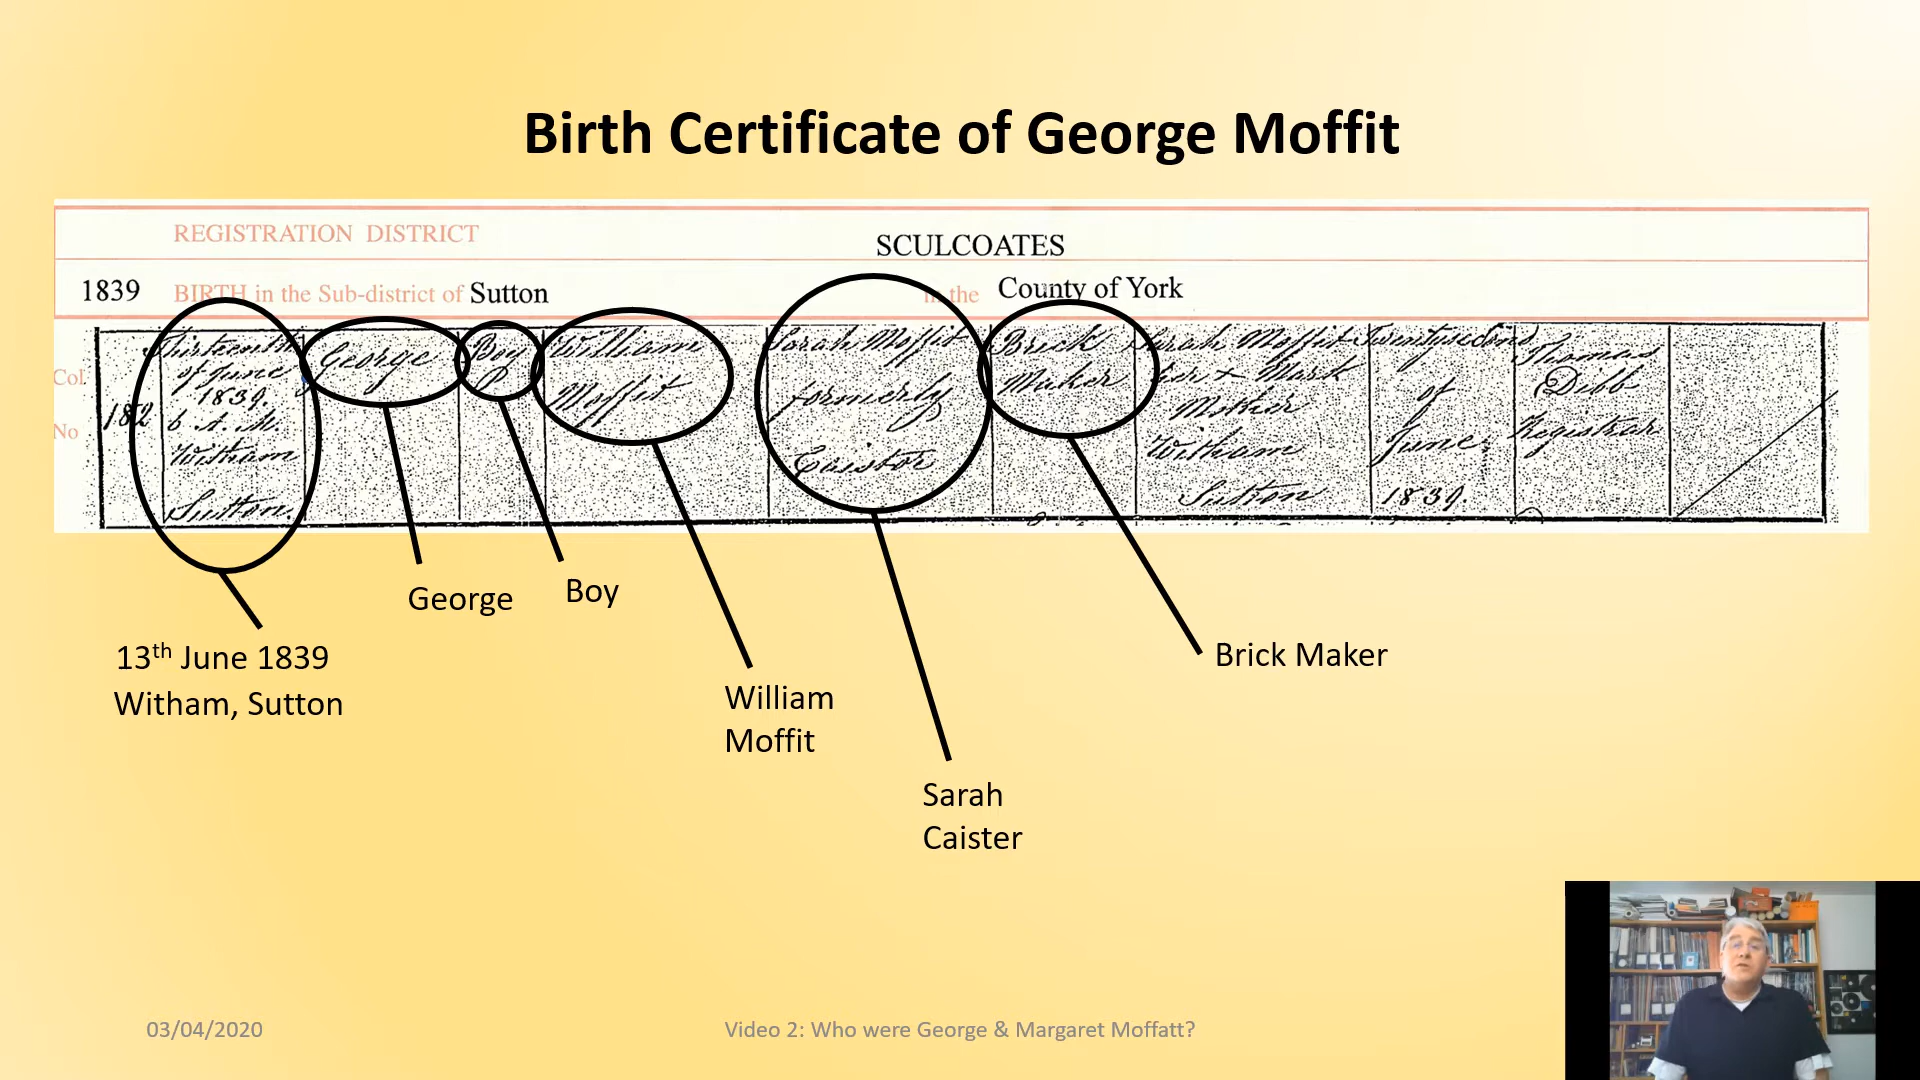 Birth Certificate of George Moffit
REGISTRATION DISTRICT
SCULCOATES
1839 BIRTH in the Sub-district of Sutton in the County of York
Col
No
182
Thirteenth
of June
1839.
6 A.M.
Witham
Sutton.
George
Boy
William
Moffit
Sarah Moffit
formerly
Caistor
Brick
Maker
Sarah Moffit
her x Mark
Mother
Witham
Sutton
Twentysecond
of
June
1839.
Thomas
Dibb
Registrar
George
Boy
13th June 1839
Witham, Sutton
William
Moffit
Sarah
Caister
Brick Maker
03/04/2020
Video 2: Who were George & Margaret Moffatt?